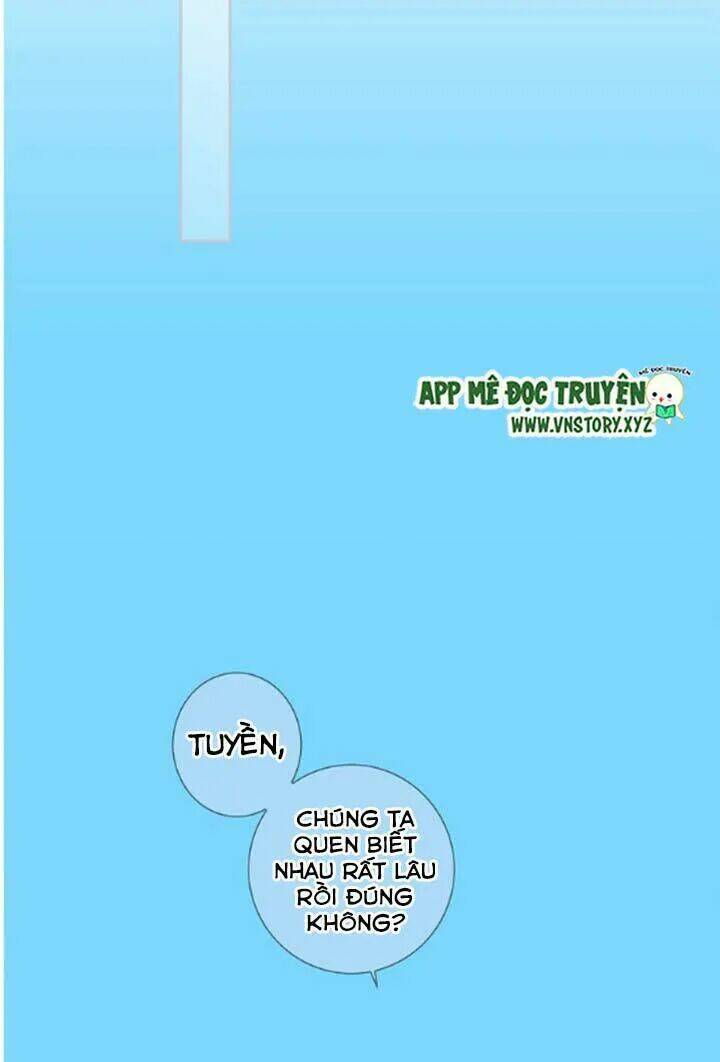 MÊ ĐỌC TRUYỆN
APP MÊ ĐỌC TRUYỆN
WWW.VNSTORY.XYZ
TUYỀN,
CHÚNG TA
QUEN BIẾT
NHAU RẤT LÂU
RỒI ĐÚNG
KHÔNG?